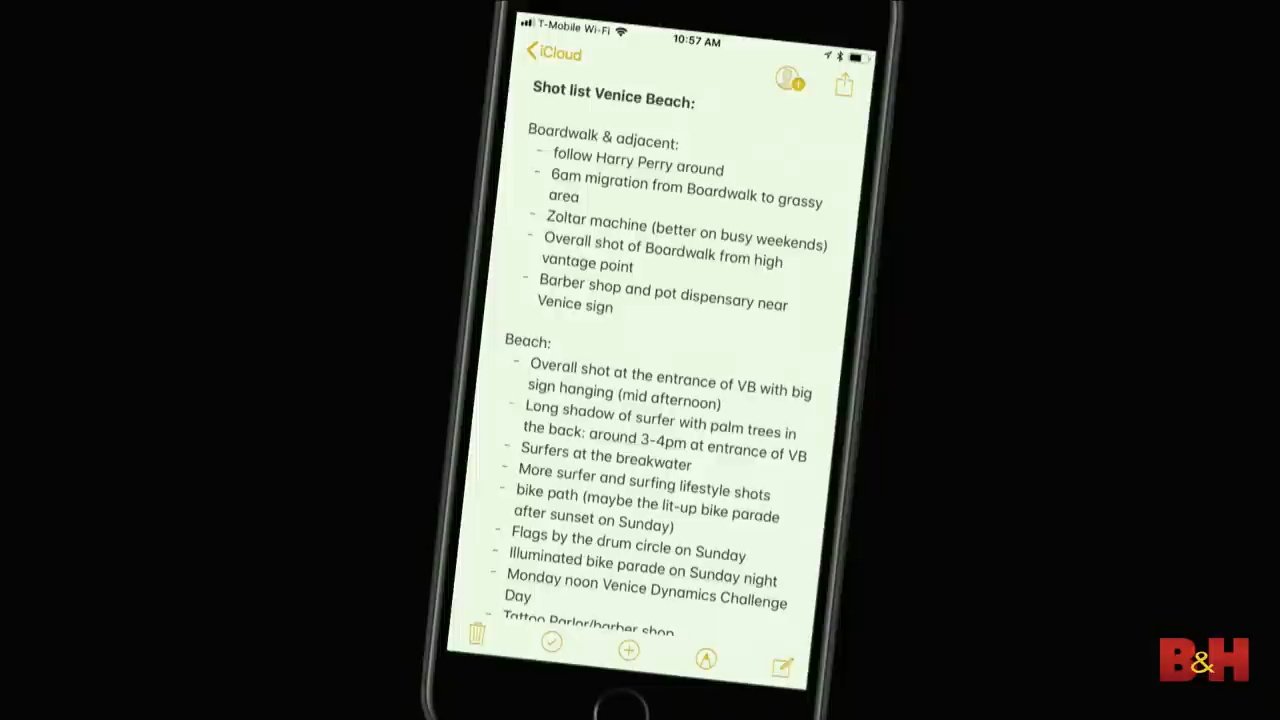 T-Mobile Wi-Fi
10:57 AM
iCloud
Shot list Venice Beach:
Boardwalk & adjacent:
- follow Harry Perry around
- 6am migration from Boardwalk to grassy
area
- Zoltar machine (better on busy weekends)
- Overall shot of Boardwalk from high
vantage point
- Barber shop and pot dispensary near
Venice sign
Beach:
- Overall shot at the entrance of VB with big
sign hanging (mid afternoon)
- Long shadow of surfer with palm trees in
the back: around 3-4pm at entrance of VB
- Surfers at the breakwater
- More surfer and surfing lifestyle shots
- bike path (maybe the lit-up bike parade
after sunset on Sunday)
- Flags by the drum circle on Sunday
- Illuminated bike parade on Sunday night
- Monday noon Venice Dynamics Challenge
Day
- Tattoo Parlor/barber shop
B&H